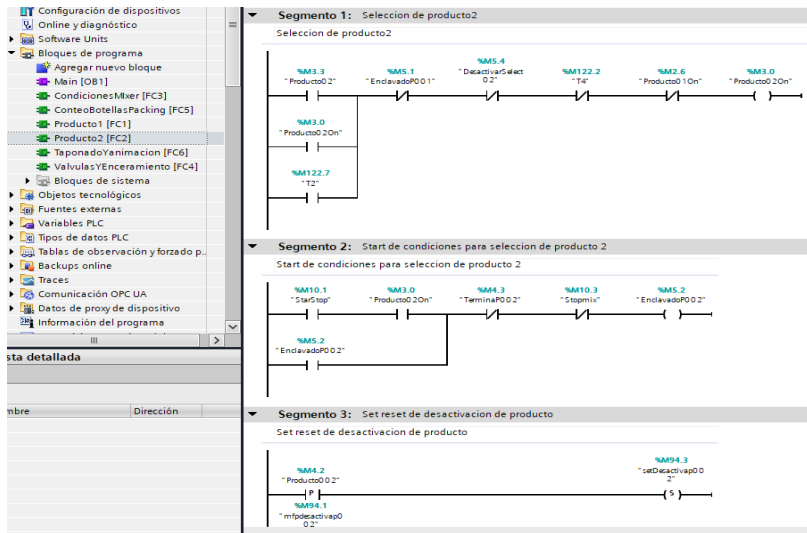 Configuración de dispositivos
Online y diagnóstico
Software Units
Bloques de programa
Agregar nuevo bloque
Main [OB1]
CondicionesMIxer [FC3]
ConteoBotellasPacking [FC5]
Producto1 [FC1]
Producto2 [FC2]
TaponadoYanimacion [FC6]
ValvulasYEnceramiento [FC4]
Bloques de sistema
Objetos tecnológicos
Fuentes externas
Variables PLC
Tipos de datos PLC
Tablas de observación y forzado p..
Backups online
Traces
Comunicación OPC UA
Datos de proxy de dispositivo
Información del programa
III
sta detallada
mbre Dirección
Segmento 1: Seleccion de producto2
Seleccion de producto2
%M3.3
"Producto02"
%M5.1
"EnclavadoP001"
%M5.4
"DesactivarSelect
02"
%M122.2
"T4"
%M2.6
"Producto01On"
%M3.0
"Producto02On"
%M3.0
"Producto02On"
%M122.7
"T2"
Segmento 2: Start de condiciones para seleccion de producto 2
Start de condiciones para seleccion de producto 2
%M10.1
"StarStop"
%M3.0
"Producto02On"
%M4.3
"TerminaP002"
%M10.3
"Stopmix"
%M5.2
"EnclavadoP002"
%M5.2
"EnclavadoP002"
Segmento 3: Set reset de desactivacion de producto
Set reset de desactivacion de producto
%M4.2
"Producto002"
P
%M94.1
"mfpdesactivap0
02"
%M94.3
"setDesactivap00
2"
S